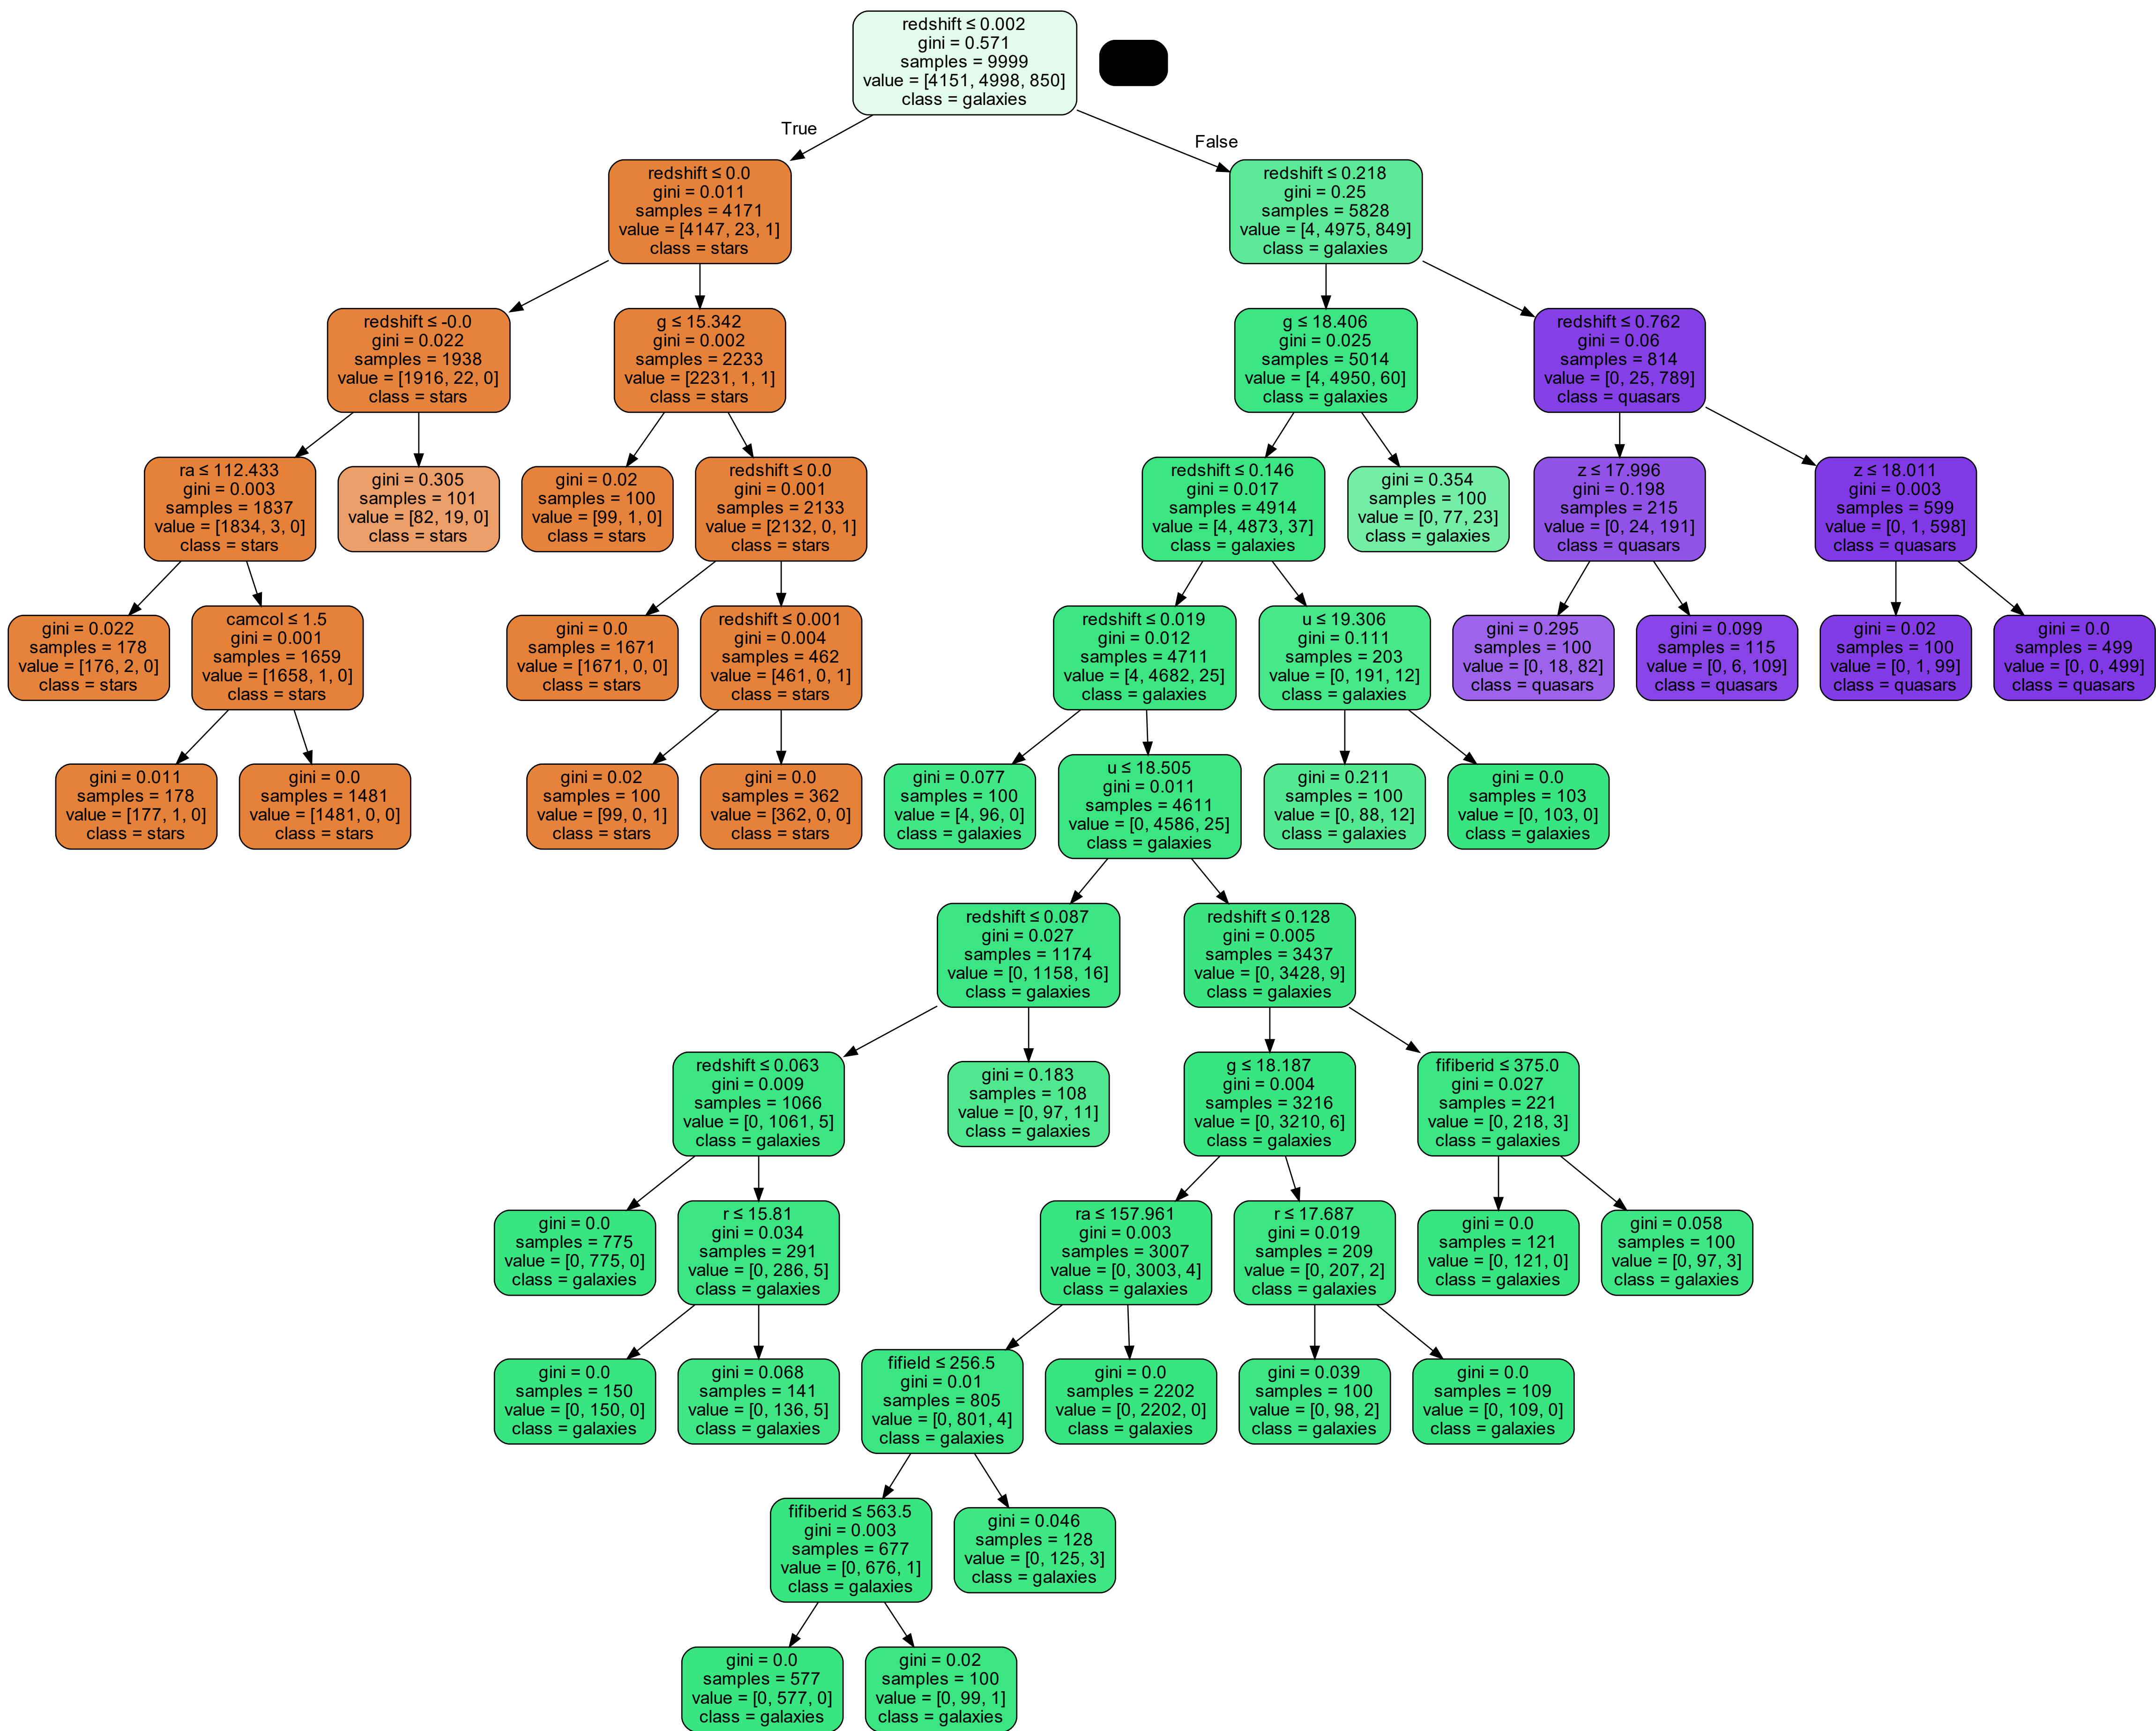 redshift ≤ 0.002
gini = 0.571
samples = 9999
value = [4151, 4998, 850]
class = galaxies
True
False
redshift ≤ 0.0
gini = 0.011
samples = 4171
value = [4147, 23, 1]
class = stars
redshift ≤ 0.218
gini = 0.25
samples = 5828
value = [4, 4975, 849]
class = galaxies
redshift ≤ -0.0
gini = 0.022
samples = 1938
value = [1916, 22, 0]
class = stars
g ≤ 15.342
gini = 0.002
samples = 2233
value = [2231, 1, 1]
class = stars
g ≤ 18.406
gini = 0.025
samples = 5014
value = [4, 4950, 60]
class = galaxies
redshift ≤ 0.762
gini = 0.06
samples = 814
value = [0, 25, 789]
class = quasars
ra ≤ 112.433
gini = 0.003
samples = 1837
value = [1834, 3, 0]
class = stars
gini = 0.305
samples = 101
value = [82, 19, 0]
class = stars
gini = 0.02
samples = 100
value = [99, 1, 0]
class = stars
redshift ≤ 0.0
gini = 0.001
samples = 2133
value = [2132, 0, 1]
class = stars
redshift ≤ 0.146
gini = 0.017
samples = 4914
value = [4, 4873, 37]
class = galaxies
gini = 0.354
samples = 100
value = [0, 77, 23]
class = galaxies
z ≤ 17.996
gini = 0.198
samples = 215
value = [0, 24, 191]
class = quasars
z ≤ 18.011
gini = 0.003
samples = 599
value = [0, 1, 598]
class = quasars
gini = 0.022
samples = 178
value = [176, 2, 0]
class = stars
camcol ≤ 1.5
gini = 0.001
samples = 1659
value = [1658, 1, 0]
class = stars
gini = 0.0
samples = 1671
value = [1671, 0, 0]
class = stars
redshift ≤ 0.001
gini = 0.004
samples = 462
value = [461, 0, 1]
class = stars
redshift ≤ 0.019
gini = 0.012
samples = 4711
value = [4, 4682, 25]
class = galaxies
u ≤ 19.306
gini = 0.111
samples = 203
value = [0, 191, 12]
class = galaxies
gini = 0.295
samples = 100
value = [0, 18, 82]
class = quasars
gini = 0.099
samples = 115
value = [0, 6, 109]
class = quasars
gini = 0.02
samples = 100
value = [0, 1, 99]
class = quasars
gini = 0.0
samples = 499
value = [0, 0, 499]
class = quasars
gini = 0.011
samples = 178
value = [177, 1, 0]
class = stars
gini = 0.0
samples = 1481
value = [1481, 0, 0]
class = stars
gini = 0.02
samples = 100
value = [99, 0, 1]
class = stars
gini = 0.0
samples = 362
value = [362, 0, 0]
class = stars
gini = 0.077
samples = 100
value = [4, 96, 0]
class = galaxies
u ≤ 18.505
gini = 0.011
samples = 4611
value = [0, 4586, 25]
class = galaxies
gini = 0.211
samples = 100
value = [0, 88, 12]
class = galaxies
gini = 0.0
samples = 103
value = [0, 103, 0]
class = galaxies
redshift ≤ 0.087
gini = 0.027
samples = 1174
value = [0, 1158, 16]
class = galaxies
redshift ≤ 0.128
gini = 0.005
samples = 3437
value = [0, 3428, 9]
class = galaxies
redshift ≤ 0.063
gini = 0.009
samples = 1066
value = [0, 1061, 5]
class = galaxies
gini = 0.183
samples = 108
value = [0, 97, 11]
class = galaxies
g ≤ 18.187
gini = 0.004
samples = 3216
value = [0, 3210, 6]
class = galaxies
fifiberid ≤ 375.0
gini = 0.027
samples = 221
value = [0, 218, 3]
class = galaxies
gini = 0.0
samples = 775
value = [0, 775, 0]
class = galaxies
r ≤ 15.81
gini = 0.034
samples = 291
value = [0, 286, 5]
class = galaxies
ra ≤ 157.961
gini = 0.003
samples = 3007
value = [0, 3003, 4]
class = galaxies
r ≤ 17.687
gini = 0.019
samples = 209
value = [0, 207, 2]
class = galaxies
gini = 0.0
samples = 121
value = [0, 121, 0]
class = galaxies
gini = 0.058
samples = 100
value = [0, 97, 3]
class = galaxies
gini = 0.0
samples = 150
value = [0, 150, 0]
class = galaxies
gini = 0.068
samples = 141
value = [0, 136, 5]
class = galaxies
fifield ≤ 256.5
gini = 0.01
samples = 805
value = [0, 801, 4]
class = galaxies
gini = 0.0
samples = 2202
value = [0, 2202, 0]
class = galaxies
gini = 0.039
samples = 100
value = [0, 98, 2]
class = galaxies
gini = 0.0
samples = 109
value = [0, 109, 0]
class = galaxies
fifiberid ≤ 563.5
gini = 0.003
samples = 677
value = [0, 676, 1]
class = galaxies
gini = 0.046
samples = 128
value = [0, 125, 3]
class = galaxies
gini = 0.0
samples = 577
value = [0, 577, 0]
class = galaxies
gini = 0.02
samples = 100
value = [0, 99, 1]
class = galaxies